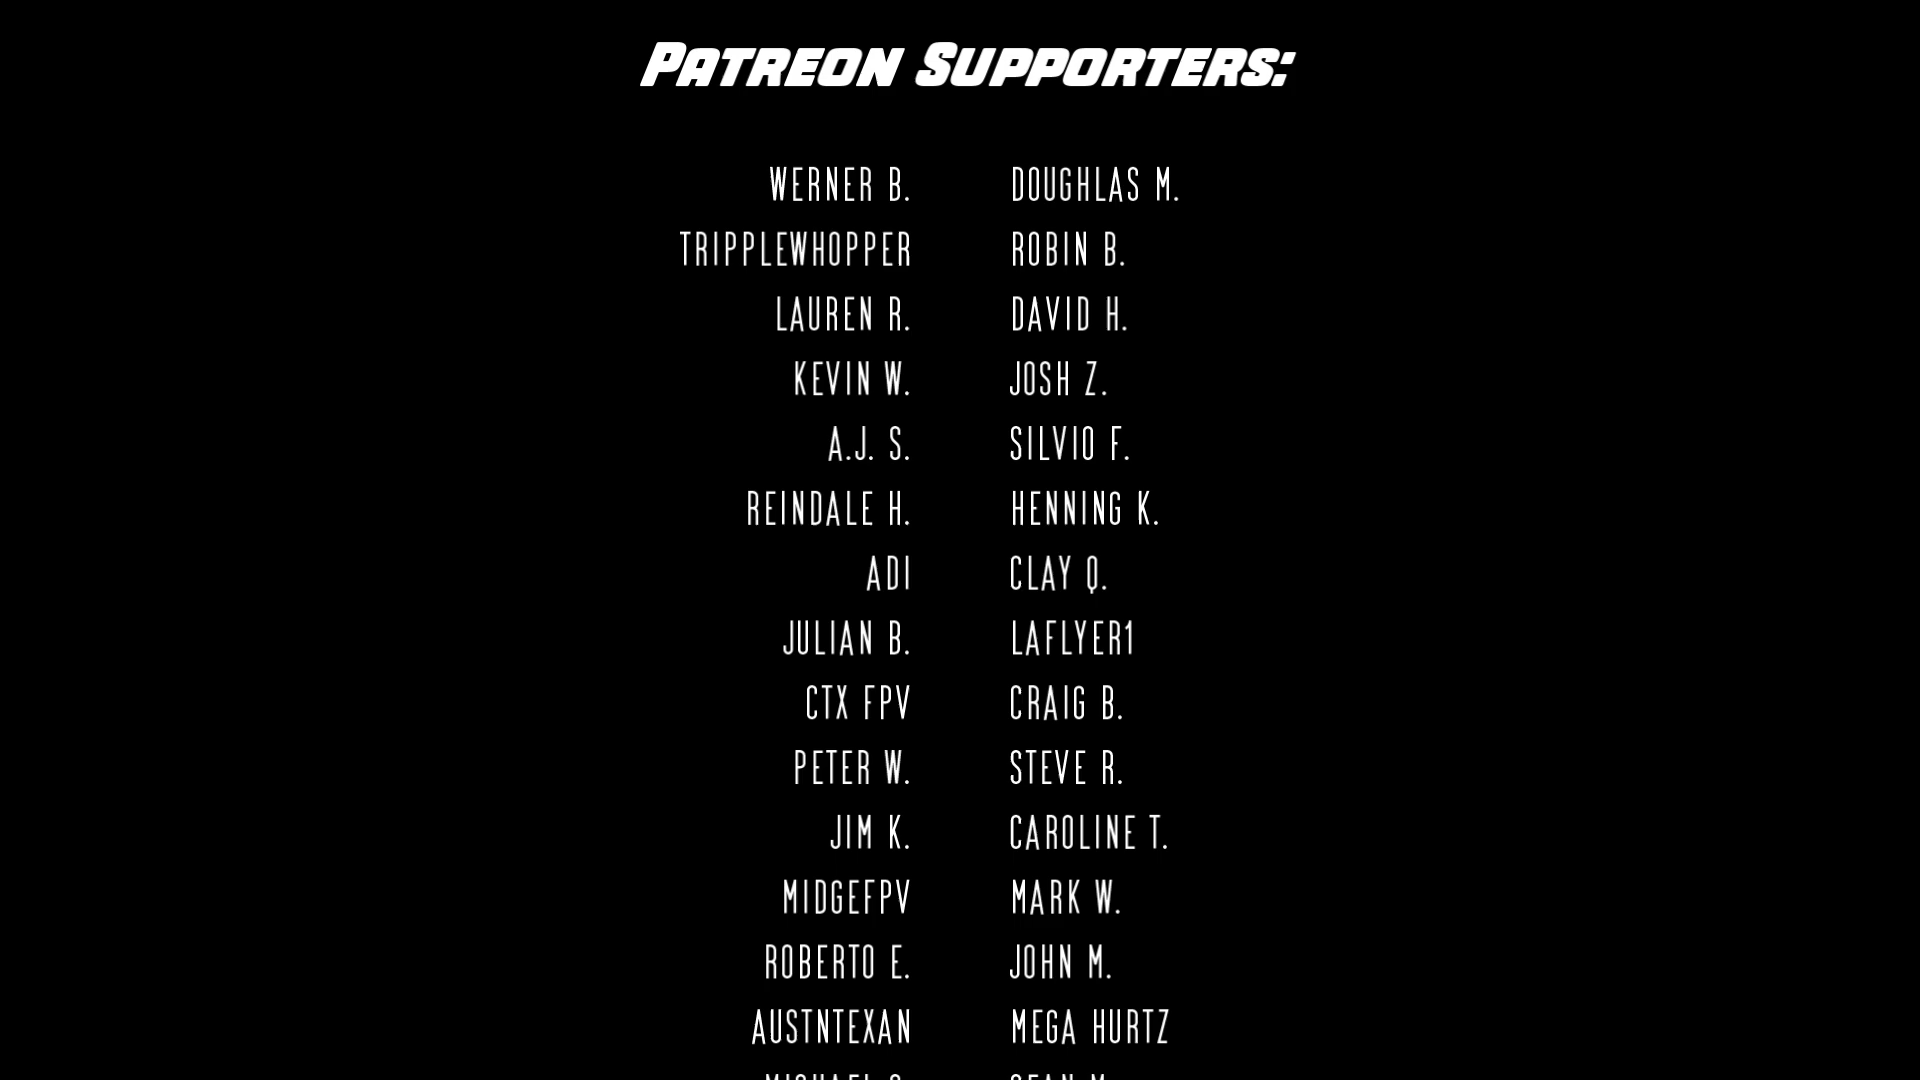 PATREON SUPPORTERS:
WERNER B. DOUGHLAS M.
TRIPPLEWHOPPER ROBIN B.
LAUREN R. DAVID H.
KEVIN W. JOSH Z.
A.J. S. SILVIO F.
REINDALE H. HENNING K.
ADI CLAY Q.
JULIAN B. LAFLYER1
CTX FPV CRAIG B.
PETER W. STEVE R.
JIM K. CAROLINE T.
MIDGEFPV MARK W.
ROBERTO E. JOHN M.
AUSTNTEXAN MEGA HURTZ